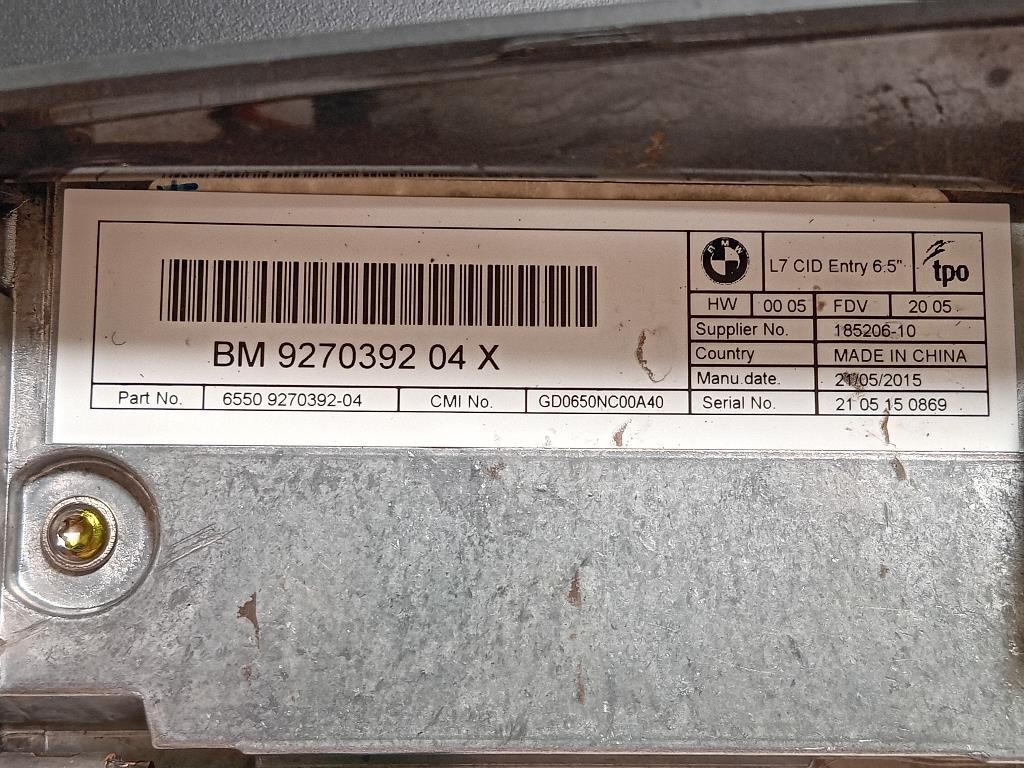 BMW
L7 CID Entry 6.5"
tpo
HW 00 05 FDV 20 05
Supplier No. 185206-10
Country MADE IN CHINA
Manu.date. 21/05/2015
Serial No. 21 05 15 0869
BM 9270392 04 X
Part No. 6550 9270392-04 CMI No. GD0650NC00A40